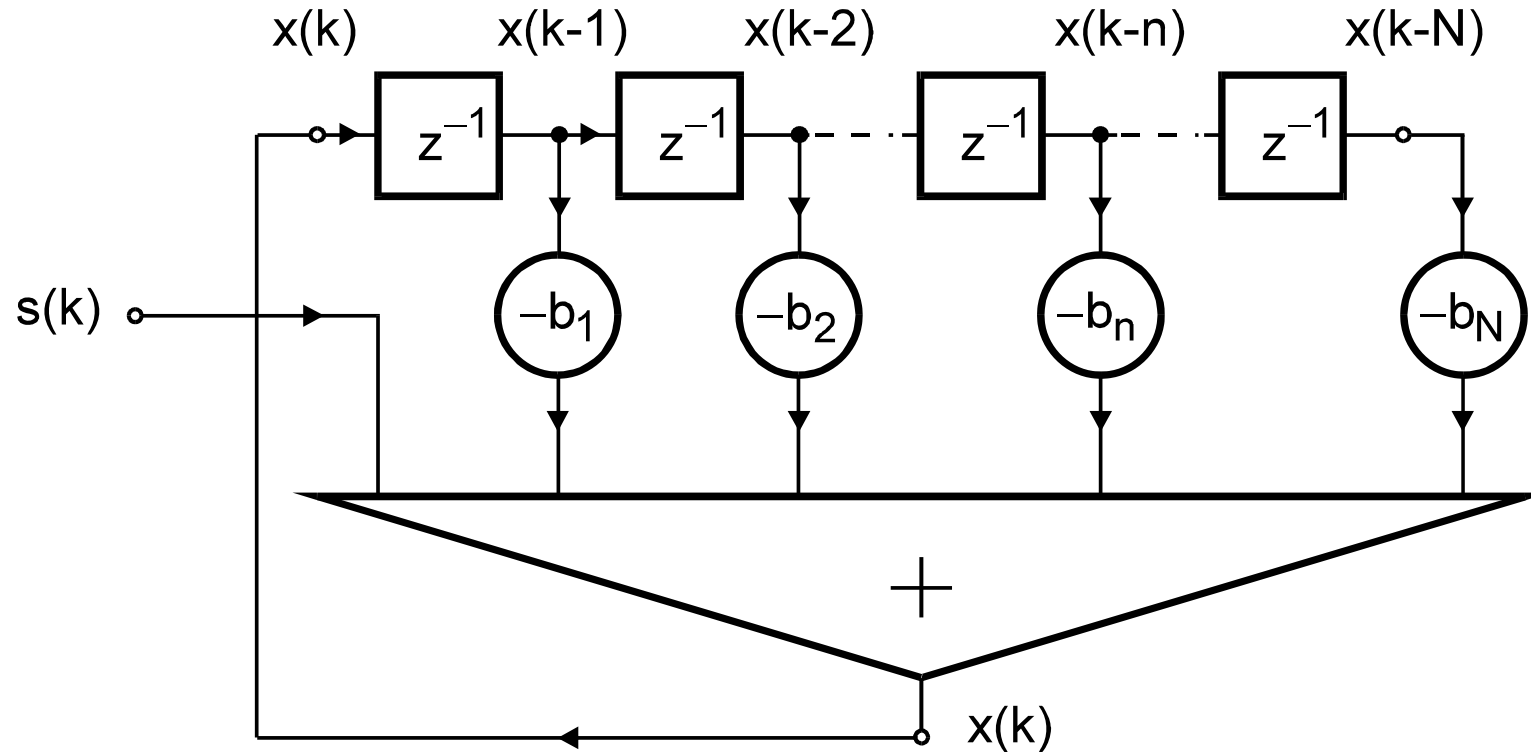 x(k) x(k-1) x(k-2) x(k-n) x(k-N)
z⁻¹ z⁻¹ z⁻¹ z⁻¹
s(k) –b₁ –b₂ –bₙ –b_N
+
x(k)